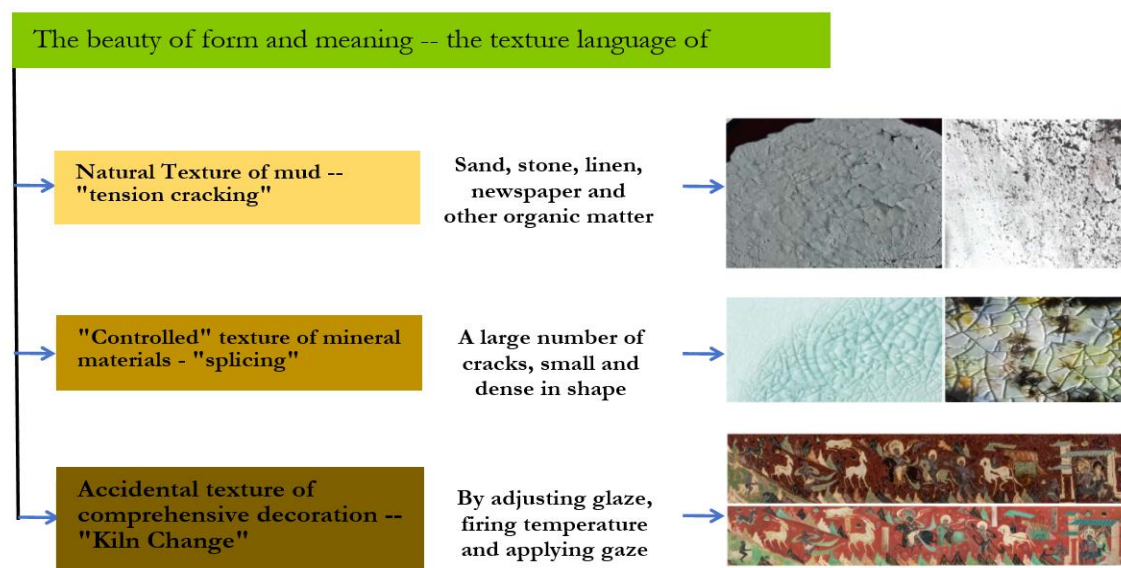 The beauty of form and meaning -- the texture language of
Natural Texture of mud --
"tension cracking"
Sand, stone, linen,
newspaper and
other organic matter
"Controlled" texture of mineral
materials - "splicing"
A large number of
cracks, small and
dense in shape
Accidental texture of
comprehensive decoration --
"Kiln Change"
By adjusting glaze,
firing temperature
and applying gaze